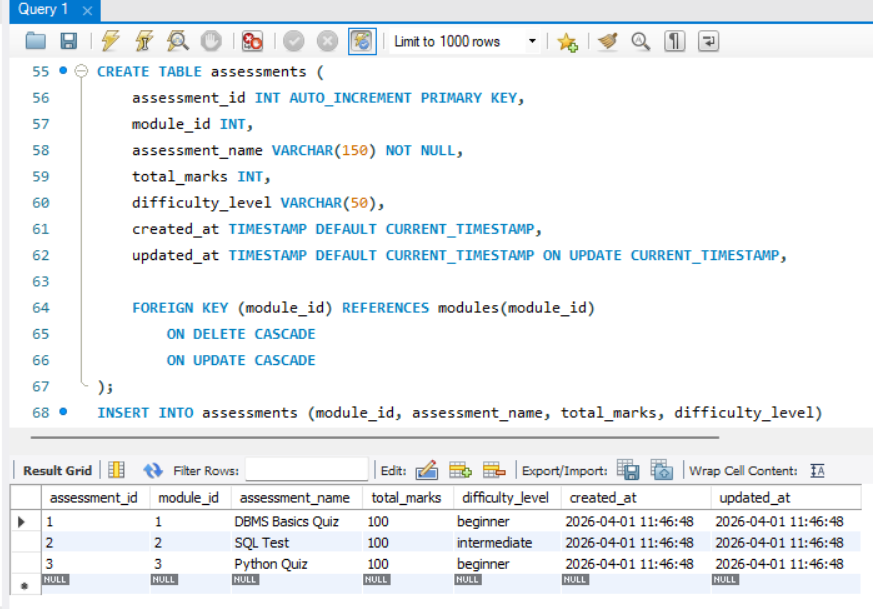 Query 1
Limit to 1000 rows
55 CREATE TABLE assessments (
56 assessment_id INT AUTO_INCREMENT PRIMARY KEY,
57 module_id INT,
58 assessment_name VARCHAR(150) NOT NULL,
59 total_marks INT,
60 difficulty_level VARCHAR(50),
61 created_at TIMESTAMP DEFAULT CURRENT_TIMESTAMP,
62 updated_at TIMESTAMP DEFAULT CURRENT_TIMESTAMP ON UPDATE CURRENT_TIMESTAMP,
63
64 FOREIGN KEY (module_id) REFERENCES modules(module_id)
65 ON DELETE CASCADE
66 ON UPDATE CASCADE
67 );
68 INSERT INTO assessments (module_id, assessment_name, total_marks, difficulty_level)
Result Grid Filter Rows: Edit: Export/Import: Wrap Cell Content:
assessment_id module_id assessment_name total_marks difficulty_level created_at updated_at
1 1 DBMS Basics Quiz 100 beginner 2026-04-01 11:46:48 2026-04-01 11:46:48
2 2 SQL Test 100 intermediate 2026-04-01 11:46:48 2026-04-01 11:46:48
3 3 Python Quiz 100 beginner 2026-04-01 11:46:48 2026-04-01 11:46:48
NULL NULL NULL NULL NULL NULL NULL